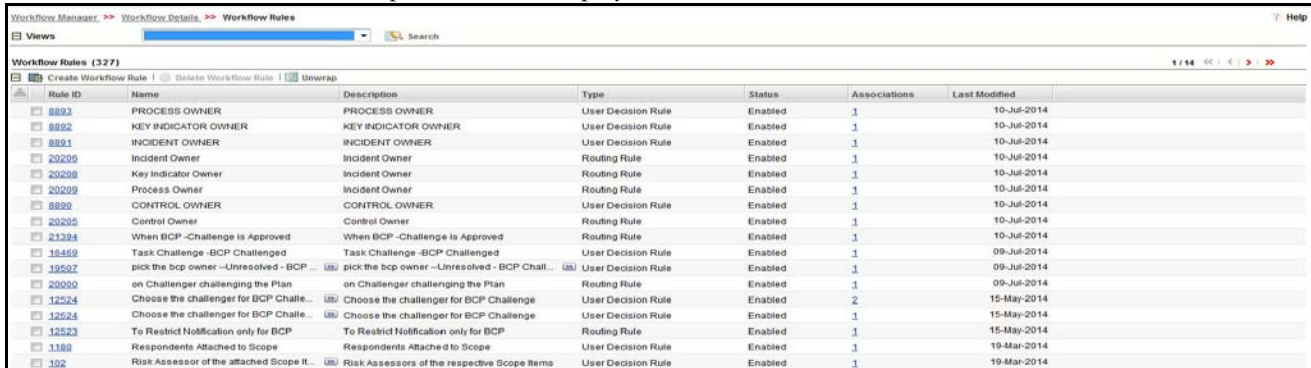 Workflow Manager >> Workflow Details >> Workflow Rules ? Help
Views Search
Workflow Rules (327) 1 / 14
Create Workflow Rule | Delete Workflow Rule | Unwrap
Rule ID Name Description Type Status Associations Last Modified
8893 PROCESS OWNER PROCESS OWNER User Decision Rule Enabled 1 10-Jul-2014
8892 KEY INDICATOR OWNER KEY INDICATOR OWNER User Decision Rule Enabled 1 10-Jul-2014
8891 INCIDENT OWNER INCIDENT OWNER User Decision Rule Enabled 1 10-Jul-2014
20206 Incident Owner Incident Owner Routing Rule Enabled 1 10-Jul-2014
20208 Key Indicator Owner Incident Owner Routing Rule Enabled 1 10-Jul-2014
20209 Process Owner Incident Owner Routing Rule Enabled 1 10-Jul-2014
8890 CONTROL OWNER CONTROL OWNER User Decision Rule Enabled 1 10-Jul-2014
20205 Control Owner Control Owner Routing Rule Enabled 1 10-Jul-2014
21394 When BCP -Challenge is Approved When BCP -Challenge is Approved Routing Rule Enabled 1 10-Jul-2014
16469 Task Challenge -BCP Challenged Task Challenge -BCP Challenged User Decision Rule Enabled 1 09-Jul-2014
19507 pick the bcp owner --Unresolved - BCP ... pick the bcp owner --Unresolved - BCP Chall... User Decision Rule Enabled 1 09-Jul-2014
20000 on Challenger challenging the Plan on Challenger challenging the Plan Routing Rule Enabled 1 09-Jul-2014
12524 Choose the challenger for BCP Challe... Choose the challenger for BCP Challenge User Decision Rule Enabled 2 15-May-2014
12524 Choose the challenger for BCP Challe... Choose the challenger for BCP Challenge User Decision Rule Enabled 1 15-May-2014
12523 To Restrict Notification only for BCP To Restrict Notification only for BCP Routing Rule Enabled 1 15-May-2014
1180 Respondents Attached to Scope Respondents Attached to Scope User Decision Rule Enabled 1 19-Mar-2014
102 Risk Assessor of the attached Scope It... Risk Assessors of the respective Scope Items User Decision Rule Enabled 1 19-Mar-2014